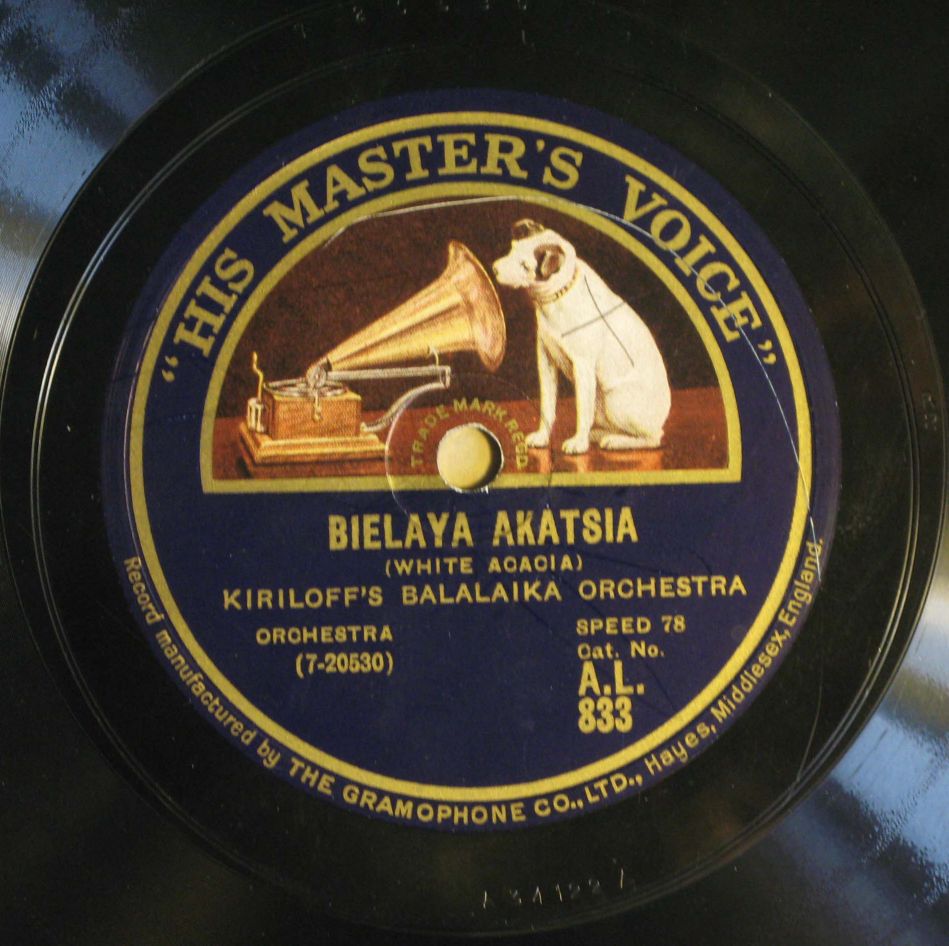 "HIS MASTER'S VOICE"
TRADE MARK REG'D
BIELAYA AKATSIA
(WHITE ACACIA)
KIRILOFF'S BALALAIKA ORCHESTRA
ORCHESTRA
(7-20530)
SPEED 78
Cat. No.
A.L.
833
Record manufactured by THE GRAMOPHONE CO., LTD., Hayes, Middlesex, England.